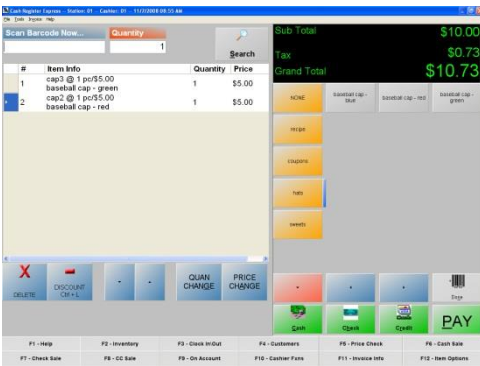 Cash Register Express -- Station: 01 -- Cashier: 01 -- 11/7/2008 08:55 AM
File Tools Invoice Help
Scan Barcode Now...
Quantity
1
Search
Sub Total $10.00
Tax $0.73
Grand Total $10.73
# Item Info Quantity Price
1 cap3 @ 1 pc/$5.00 1 $5.00
baseball cap - green
2 cap2 @ 1 pc/$5.00 1 $5.00
baseball cap - red
NONE
baseball cap - blue
baseball cap - red
baseball cap - green
recipe
coupons
hats
sweets
DELETE
DISCOUNT
Ctrl + L
QUAN CHANGE
PRICE CHANGE
Cash
Check
Credit
PAY
F1 - Help
F2 - Inventory
F3 - Clock In\Out
F4 - Customers
F5 - Price Check
F6 - Cash Sale
F7 - Check Sale
F8 - CC Sale
F9 - On Account
F10 - Cashier Fxns
F11 - Invoice Info
F12 - Item Options